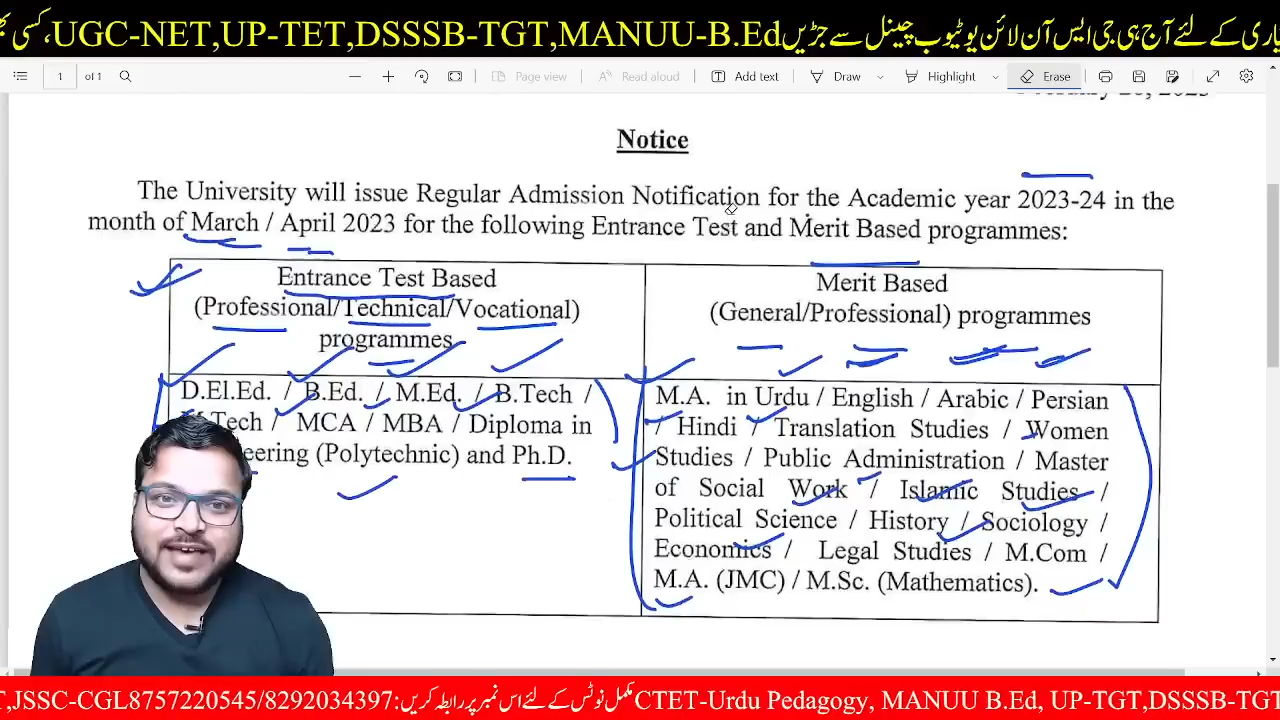 UGC-NET,UP-TET,DSSSB-TGT,MANUU-B.Ed یاری کے لئے آج ہی جی ایس آن لائن یوٹیوب چینل سے جڑیں ،کسی بھ
1 of 1 Page view Read aloud Add text Draw Highlight Erase
Notice
The University will issue Regular Admission Notification for the Academic year 2023-24 in the
month of March / April 2023 for the following Entrance Test and Merit Based programmes:
Entrance Test Based
(Professional/Technical/Vocational)
programmes
D.El.Ed. / B.Ed. / M.Ed. / B.Tech /
Tech / MCA / MBA / Diploma in
eering (Polytechnic) and Ph.D.
Merit Based
(General/Professional) programmes
M.A. in Urdu / English / Arabic / Persian
/ Hindi / Translation Studies / Women
Studies / Public Administration / Master
of Social Work / Islamic Studies /
Political Science / History / Sociology /
Economics / Legal Studies / M.Com /
M.A. (JMC) / M.Sc. (Mathematics).
T,JSSC-CGL8757220545/8292034397:مکمل نوٹس کے لئے اس نمبر پر رابطہ کریں CTET-Urdu Pedagogy, MANUU B.Ed, UP-TGT,DSSSB-TGT